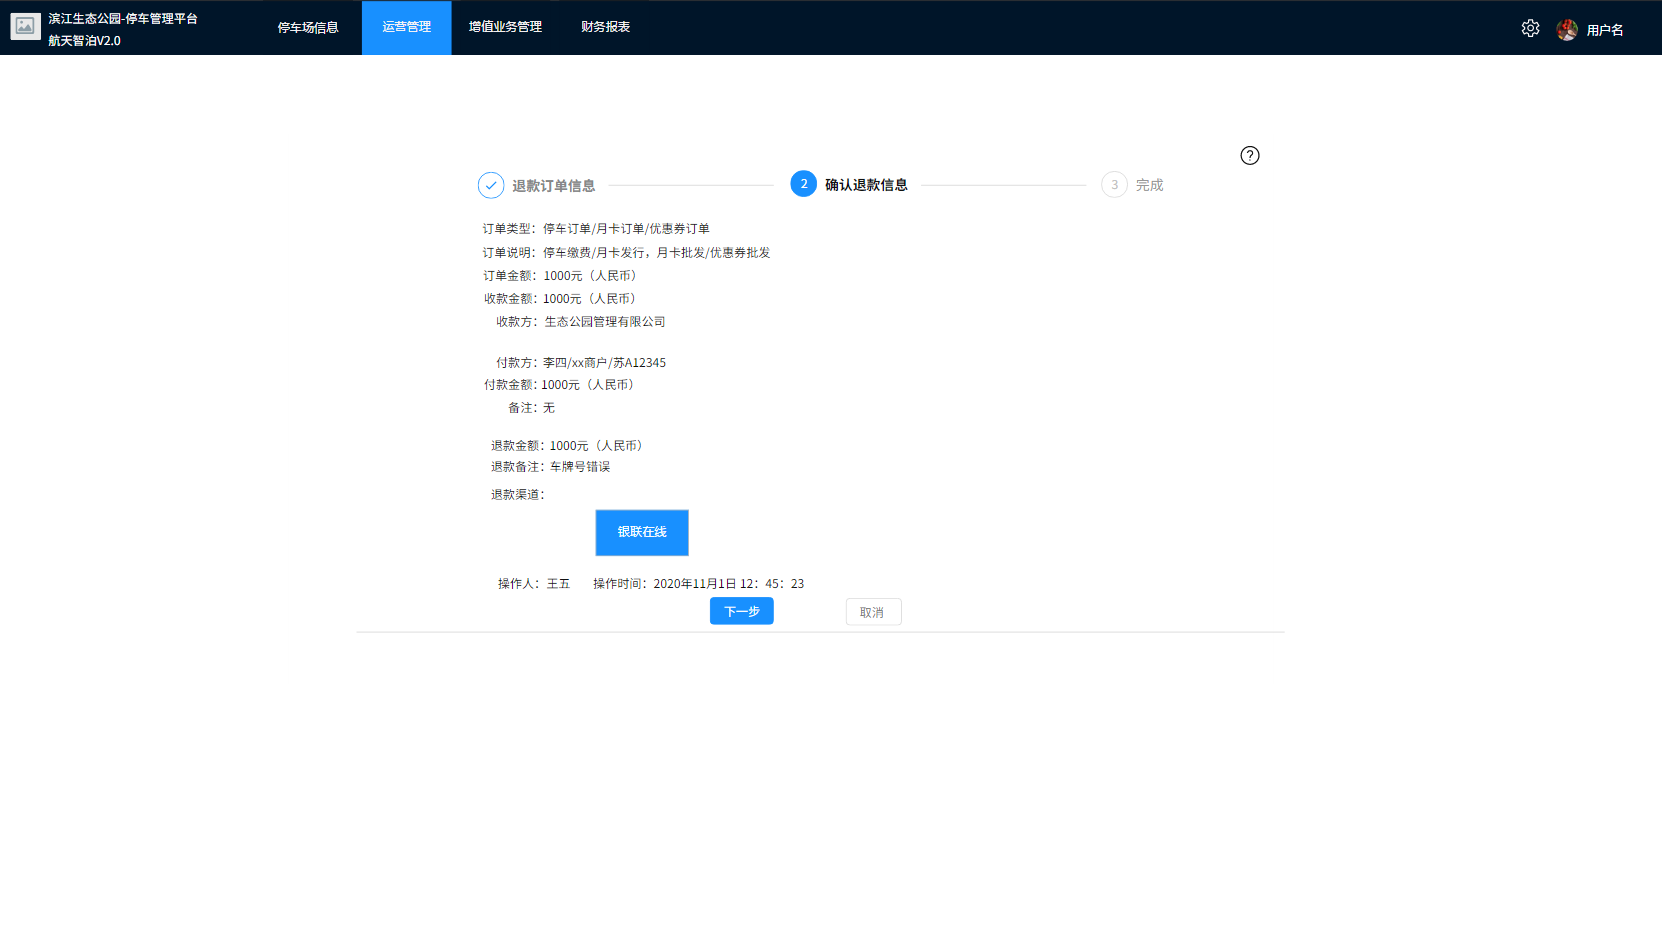 滨江生态公园-停车管理平台
航天智泊V2.0
停车场信息
运营管理
增值业务管理
财务报表
用户名
?
退款订单信息
2 确认退款信息
3 完成
订单类型：停车订单/月卡订单/优惠券订单
订单说明：停车缴费/月卡发行，月卡批发/优惠券批发
订单金额：1000元（人民币）
收款金额：1000元（人民币）
收款方：生态公园管理有限公司
付款方：李四/xx商户/苏A12345
付款金额：1000元（人民币）
备注：无
退款金额：1000元（人民币）
退款备注：车牌号错误
退款渠道：
银联在线
操作人：王五 操作时间：2020年11月1日 12：45：23
下一步
取消